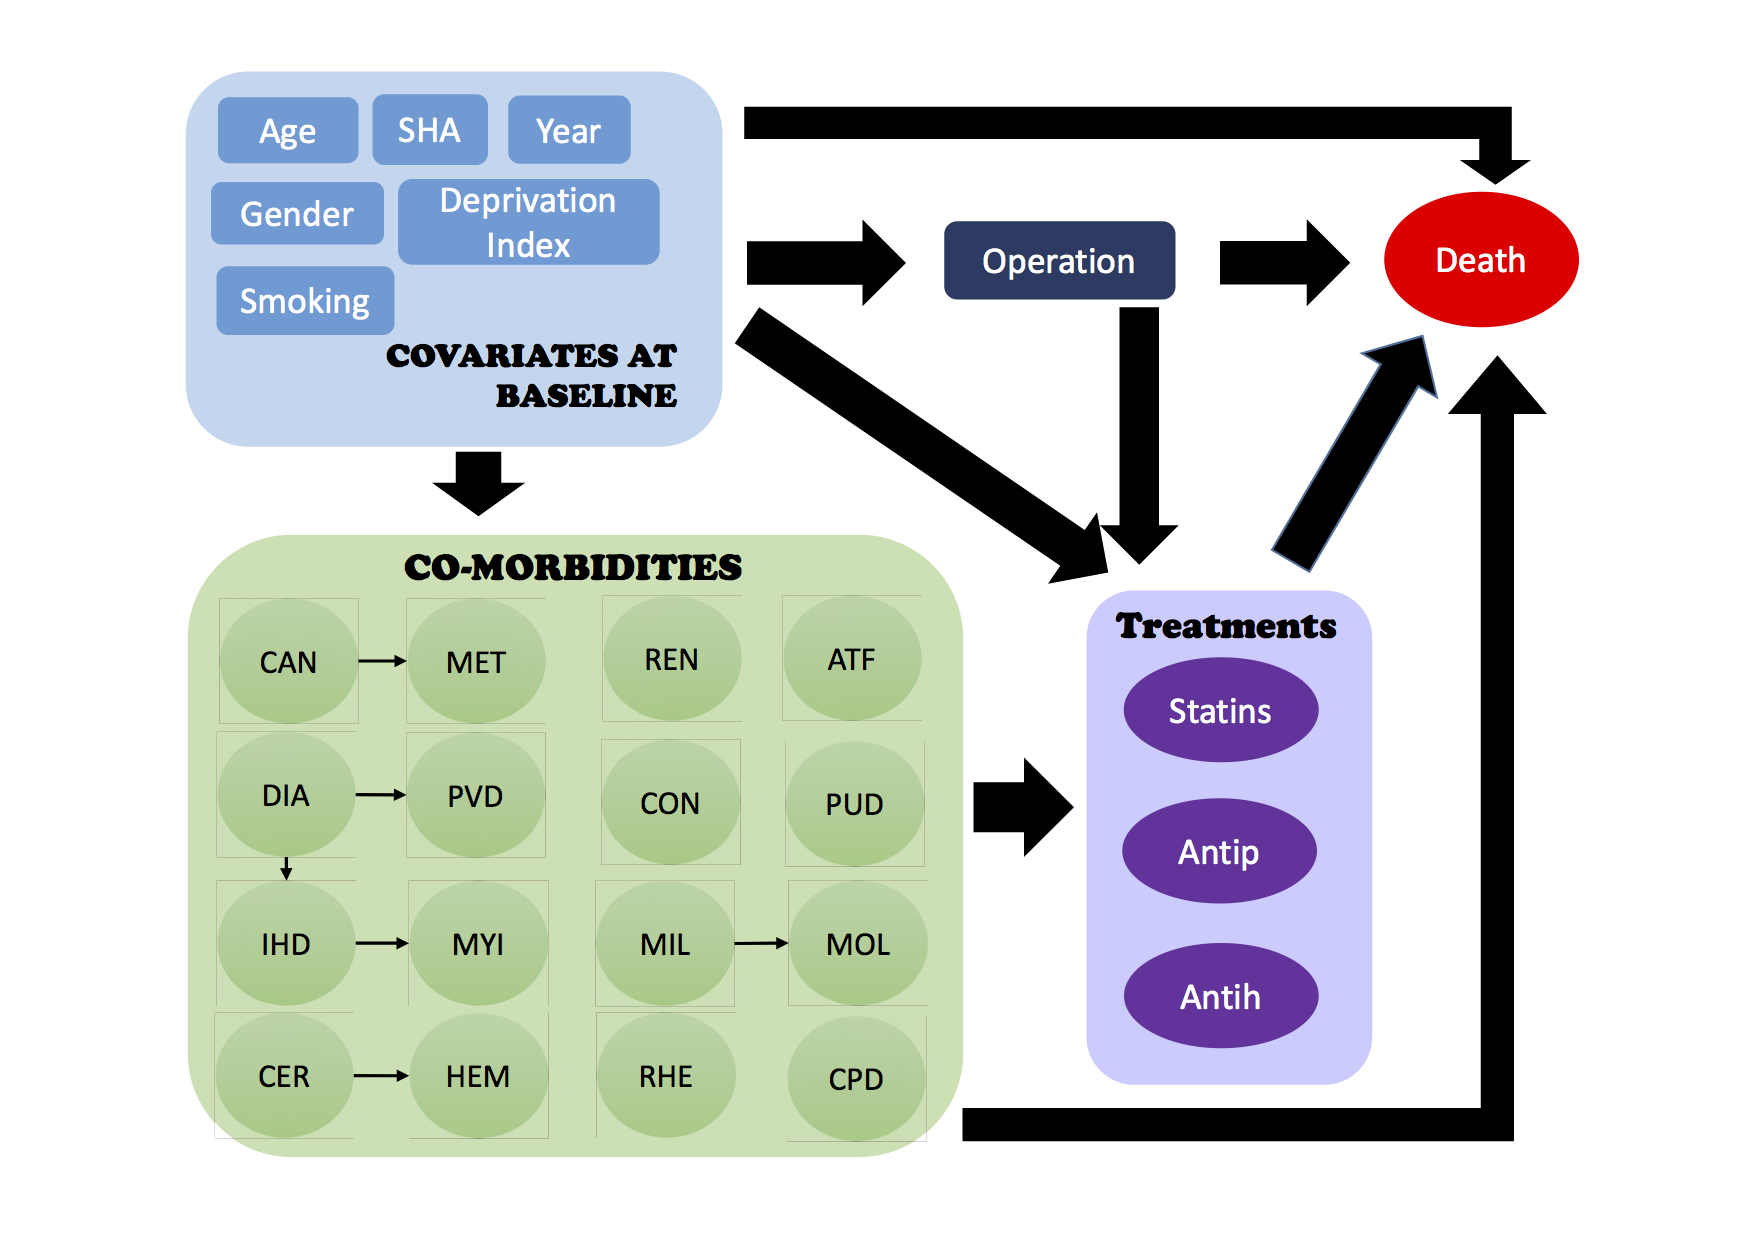 Age
SHA
Year
Gender
Deprivation
Index
Smoking
COVARIATES AT
BASELINE
Operation
Death
CO-MORBIDITIES
CAN
MET
REN
ATF
DIA
PVD
CON
PUD
IHD
MYI
MIL
MOL
CER
HEM
RHE
CPD
Treatments
Statins
Antip
Antih